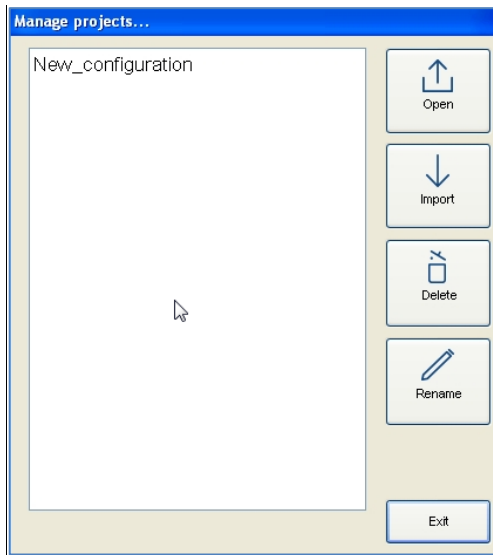 Manage projects...
New_configuration
Open
Import
Delete
Rename
Exit